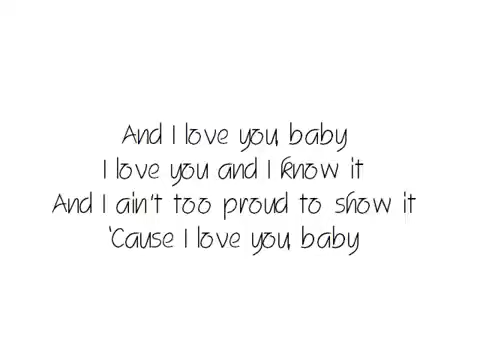 And I love you, baby
I love you and I know it
And I ain't too proud to show it
'Cause I love you, baby